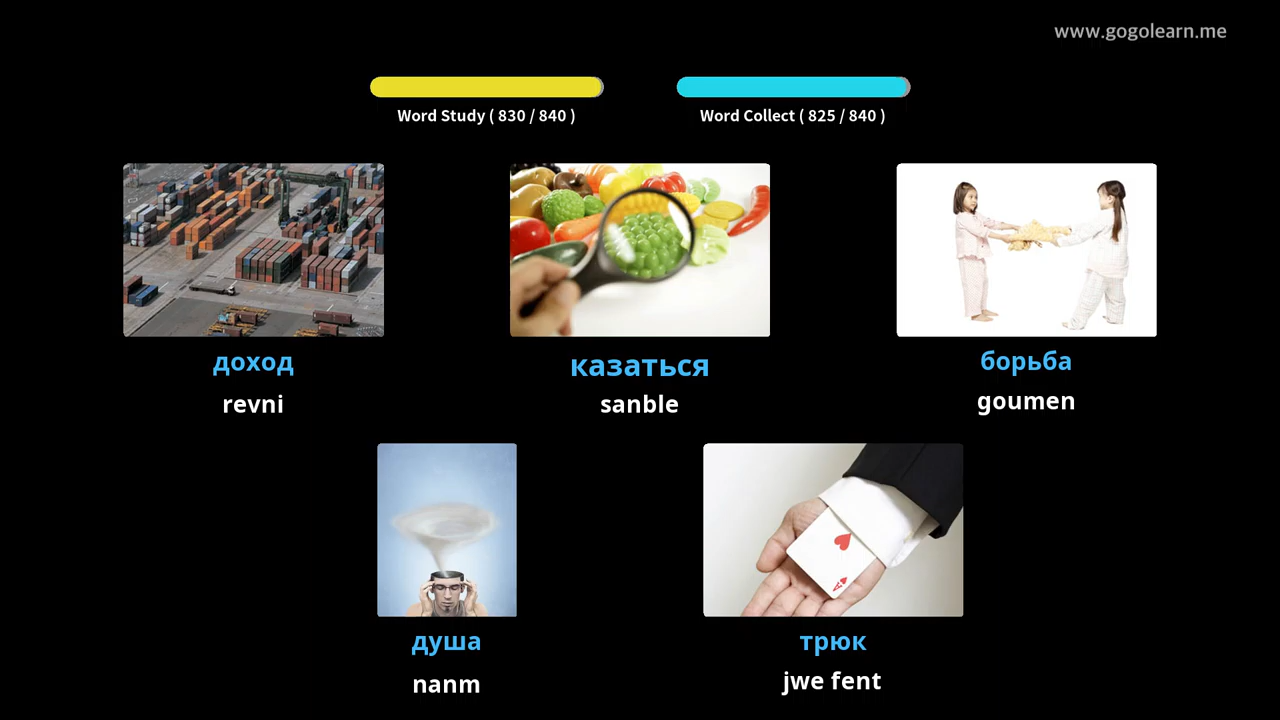 www.gogolearn.me
Word Study ( 830 / 840 )
Word Collect ( 825 / 840 )
доход
казаться
борьба
revni
sanble
goumen
душа
трюк
nanm
jwe fent